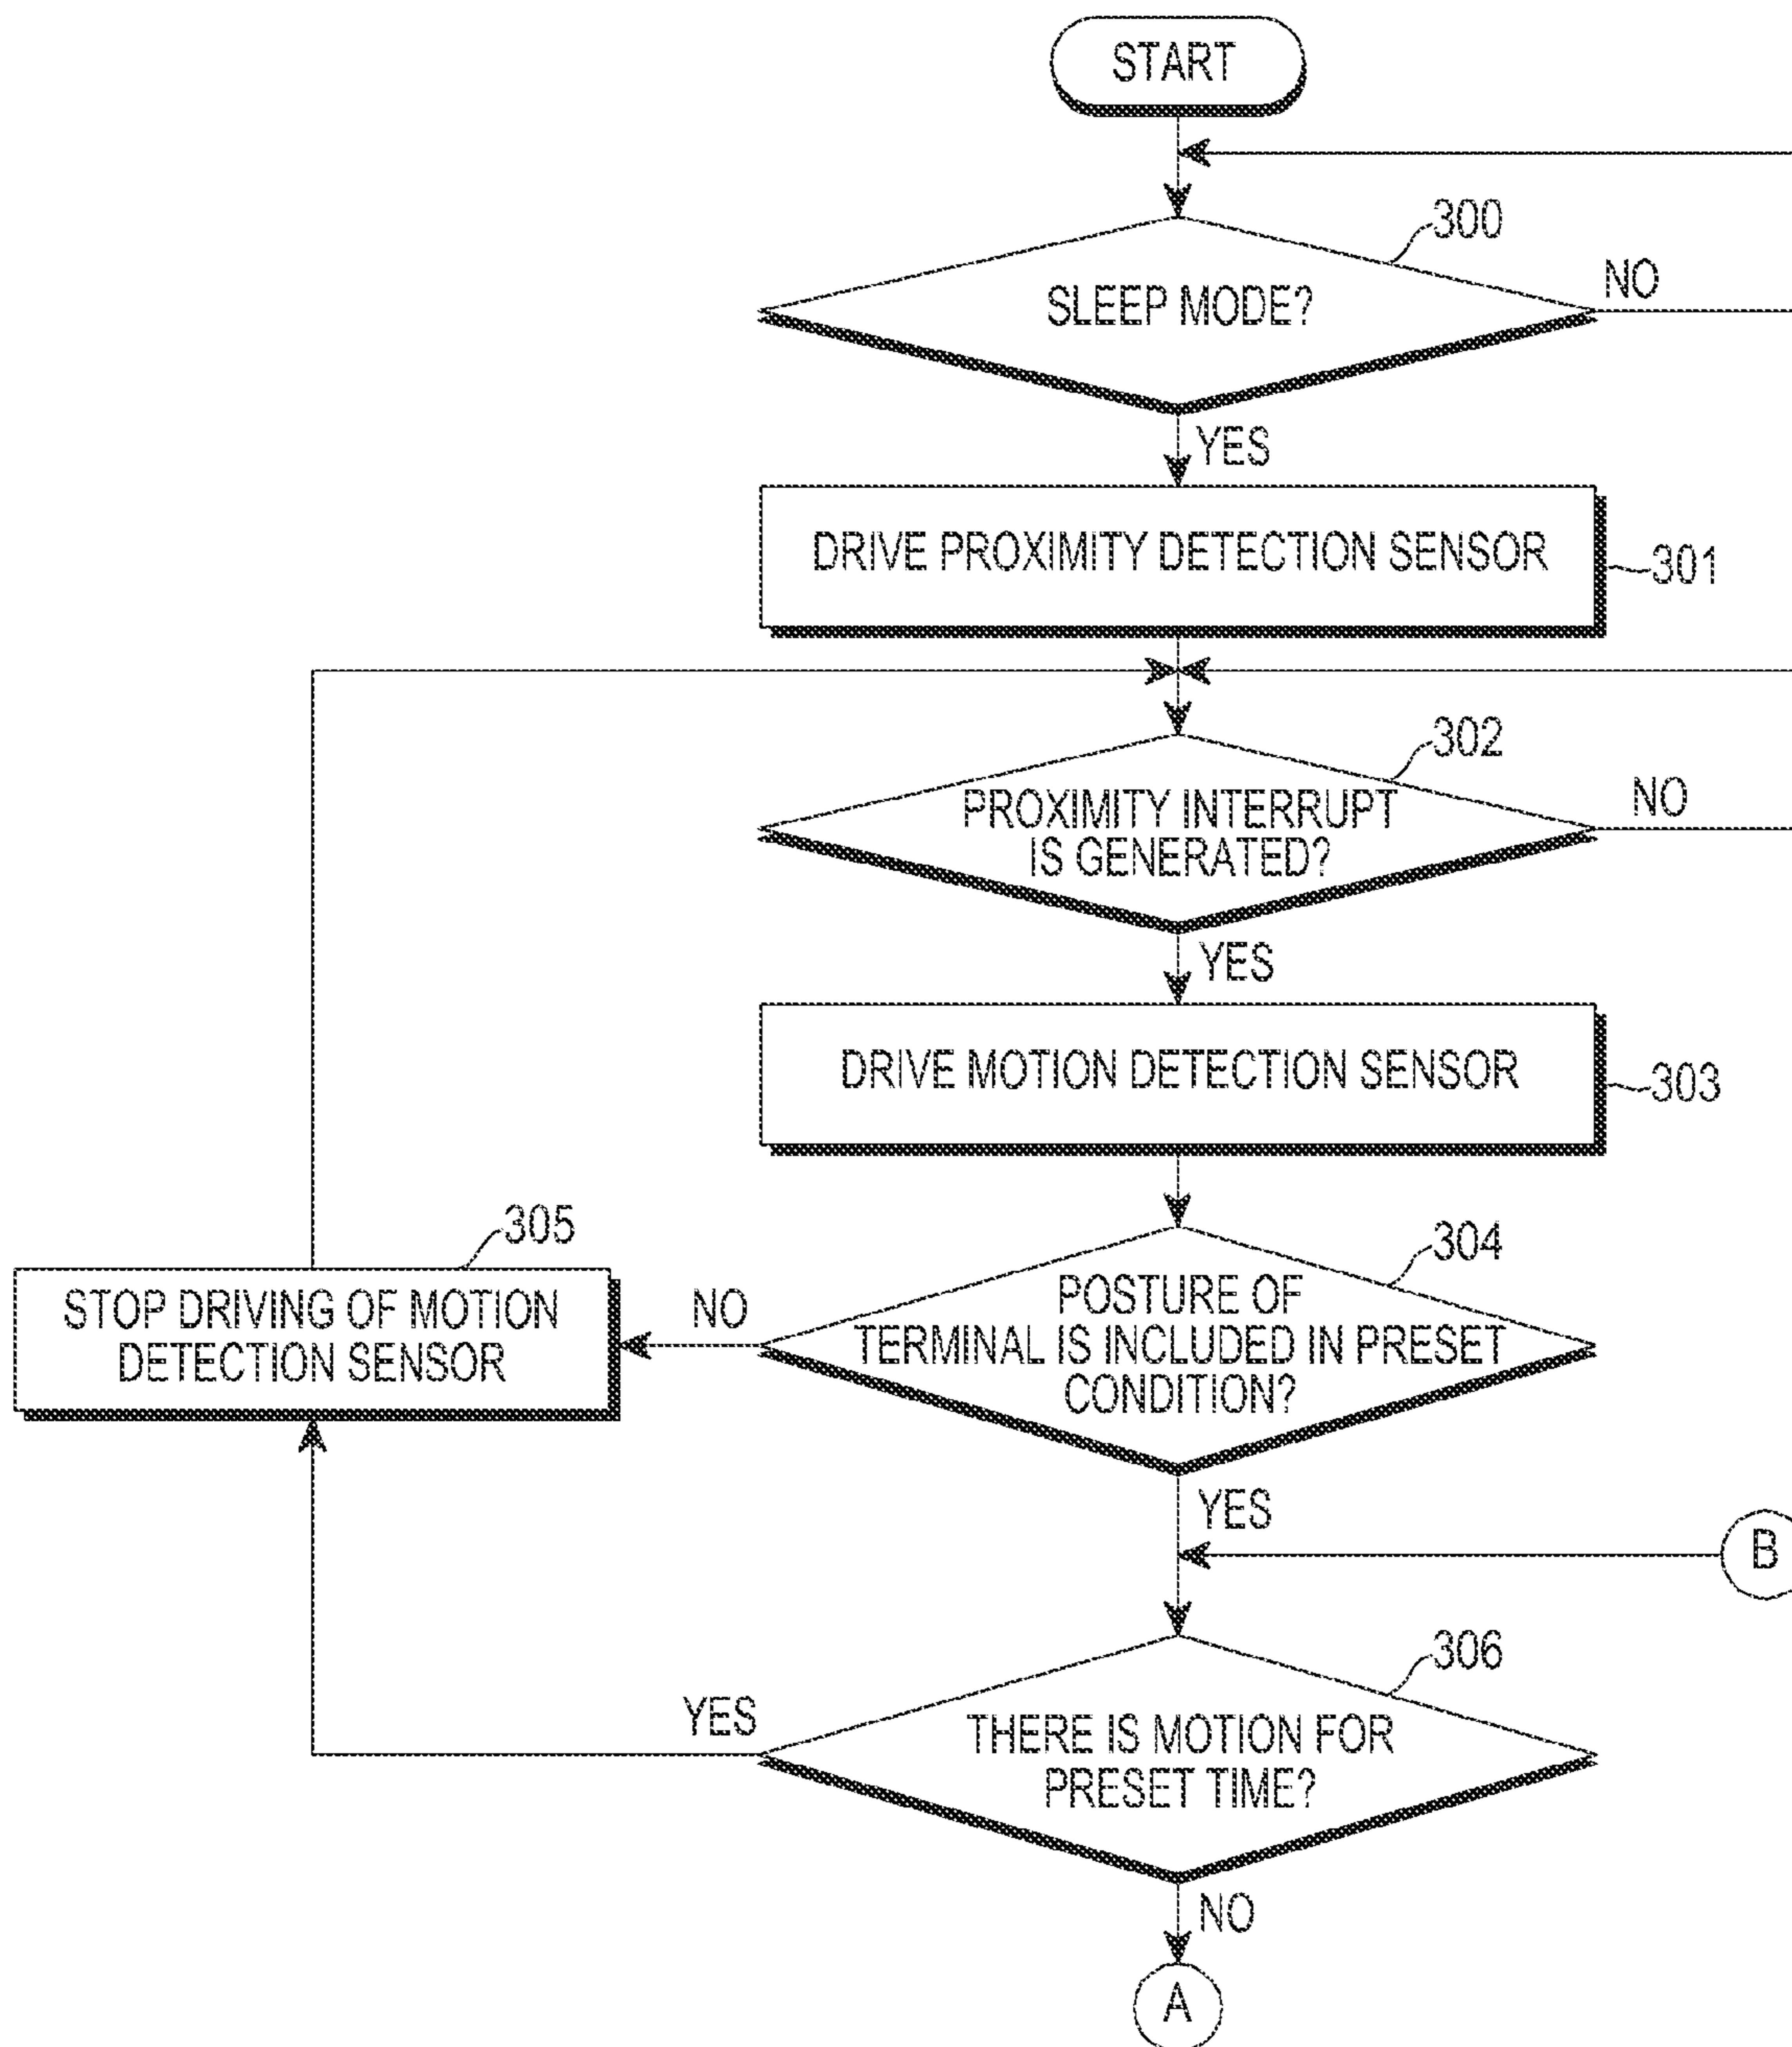 START
300
SLEEP MODE?
NO
YES
DRIVE PROXIMITY DETECTION SENSOR
301
302
PROXIMITY INTERRUPT
IS GENERATED?
NO
YES
DRIVE MOTION DETECTION SENSOR
303
304
POSTURE OF
TERMINAL IS INCLUDED IN PRESET
CONDITION?
NO
305
STOP DRIVING OF MOTION
DETECTION SENSOR
YES
B
306
THERE IS MOTION FOR
PRESET TIME?
YES
NO
A